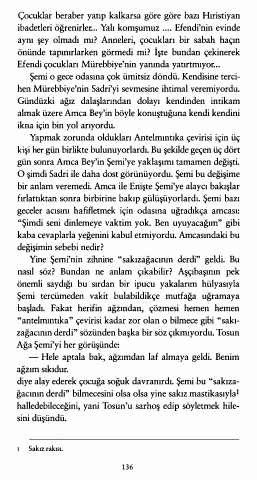 Çocuklar beraber yatıp kalkarsa göre göre bazı Hıristiyan
ibadetleri öğrenirler... Yalı komşumuz .... Efendi'nin evinde
aynı şey olmadı mı? Anneleri, çocukları bir sabah haçın
önünde tapınırlarken görmedi mi? İşte bundan çekinerek
Efendi çocukları Mürebbiye'nin yanında yatırtmıyor...
Şemi o gece odasına çok ümitsiz döndü. Kendisine terci-
hen Mürebbiye'nin Sadri'yi sevmesine ihtimal veremiyordu.
Gündüzki ağız dalaşlarından dolayı kendinden intikam
almak üzere Amca Bey'in böyle konuştuğuna kendi kendini
ikna için bin yol arıyordu.
Yapmak zorunda oldukları Antelmıntıka çevirisi için üç
kişi her gün birlikte bulunuyorlardı. Bu şekilde geçen üç dört
gün sonra Amca Bey'in Şemi'ye yaklaşımı tamamen değişti.
O şimdi Sadri ile daha dost görünüyordu. Şemi bu değişime
bir anlam veremedi. Amca ile Enişte Şemi'ye alaycı bakışlar
fırlattıktan sonra birbirine bakıp gülüşüyorlardı. Şemi bazı
geceler acısını hafifletmek için odasına uğradıkça amcası:
"Şimdi seni dinlemeye vaktim yok. Ben uyuyacağım" gibi
kaba cevaplarla yeğenini kabul etmiyordu. Amcasındaki bu
değişimin sebebi nedir?
Yine Şemi'nin zihnine "sakızağacının derdi" geldi. Bu
nasıl söz? Bundan ne anlam çıkabilir? Aşçıbaşının pek
önemli saydığı bu sırdan bir ipucu yakalarım hülyasıyla
Şemi tercümeden vakit bulabildikçe mutfağa uğramaya
başladı. Fakat herifin ağzından, çözmesi hemen hemen
"antelmıntıka" çevirisi kadar zor olan o bilmece gibi "sakı-
zağacının derdi" sözünden başka bir söz çıkmıyordu. Tosun
Ağa Şemi'yi her görüşünde:
— Hele aptala bak, ağzımdan laf almaya geldi. Benim
ağzım sıkıdır.
diye alay ederek çocuğa soğuk davranırdı. Şemi bu "sakıza-
ğacının derdi" bilmecesini olsa olsa yine sakız mastikasıyla¹
halledebileceğini, yani Tosun'u sarhoş edip söyletmek hile-
sini düşündü.
1 Sakız rakısı.
136